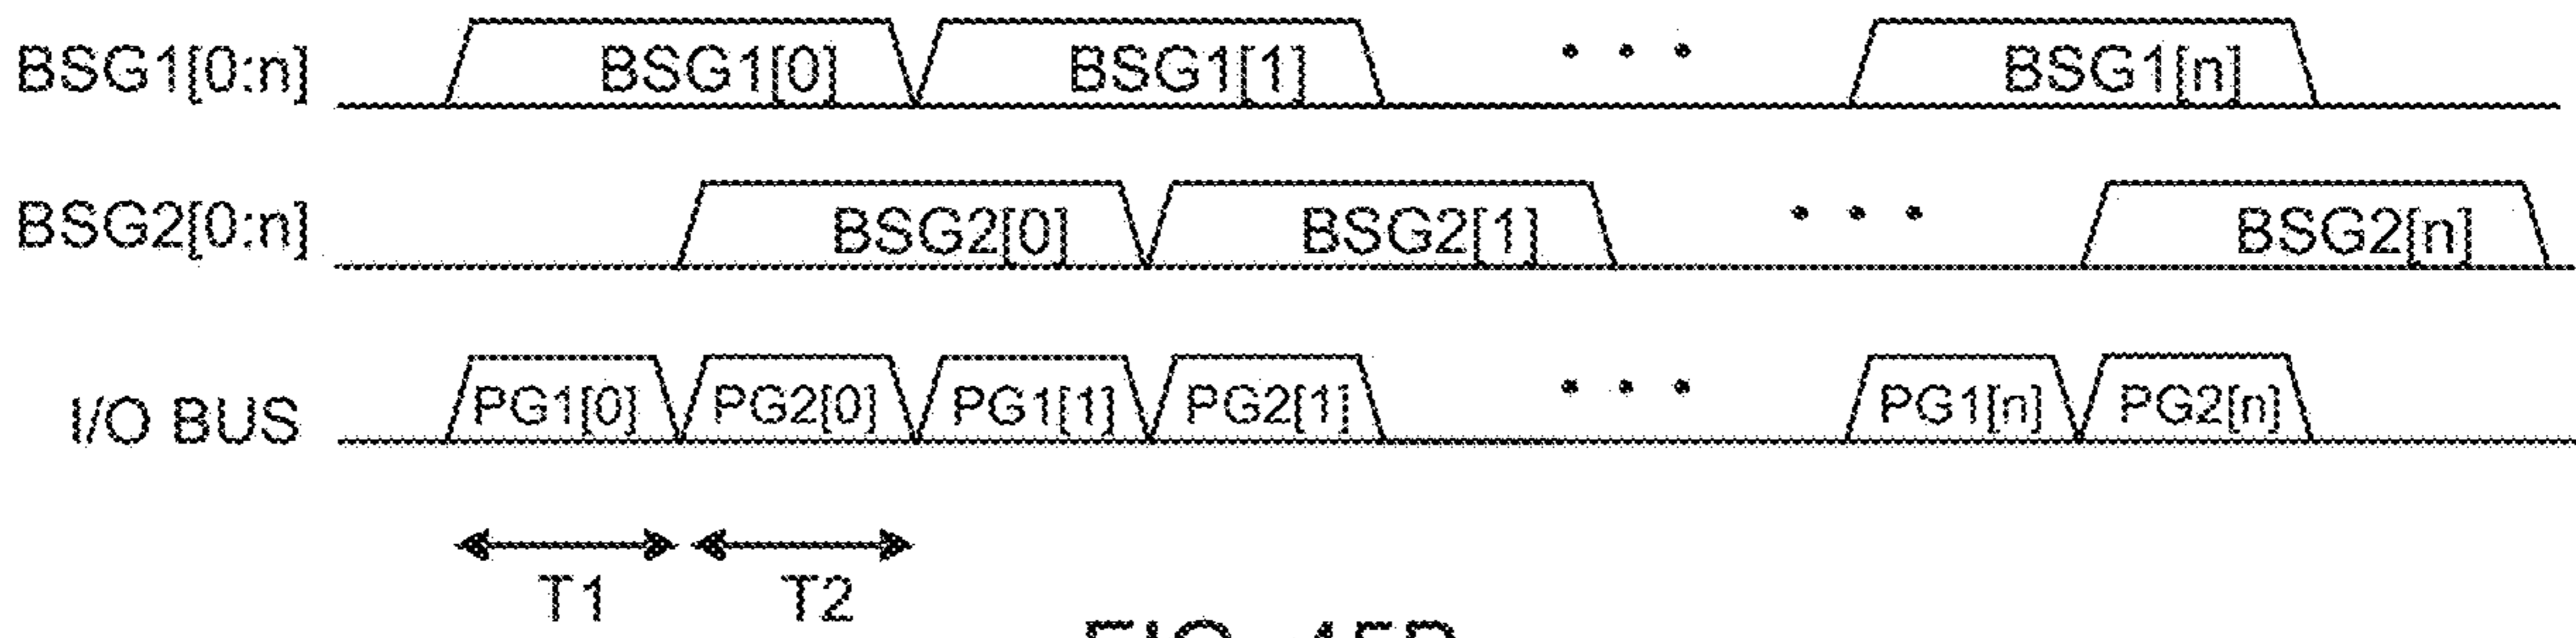 BSG1[0:n] BSG1[0] BSG1[1] • • • BSG1[n]
BSG2[0:n] BSG2[0] BSG2[1] • • • BSG2[n]
I/O BUS PG1[0] PG2[0] PG1[1] PG2[1] • • • PG1[n] PG2[n]
T1 T2